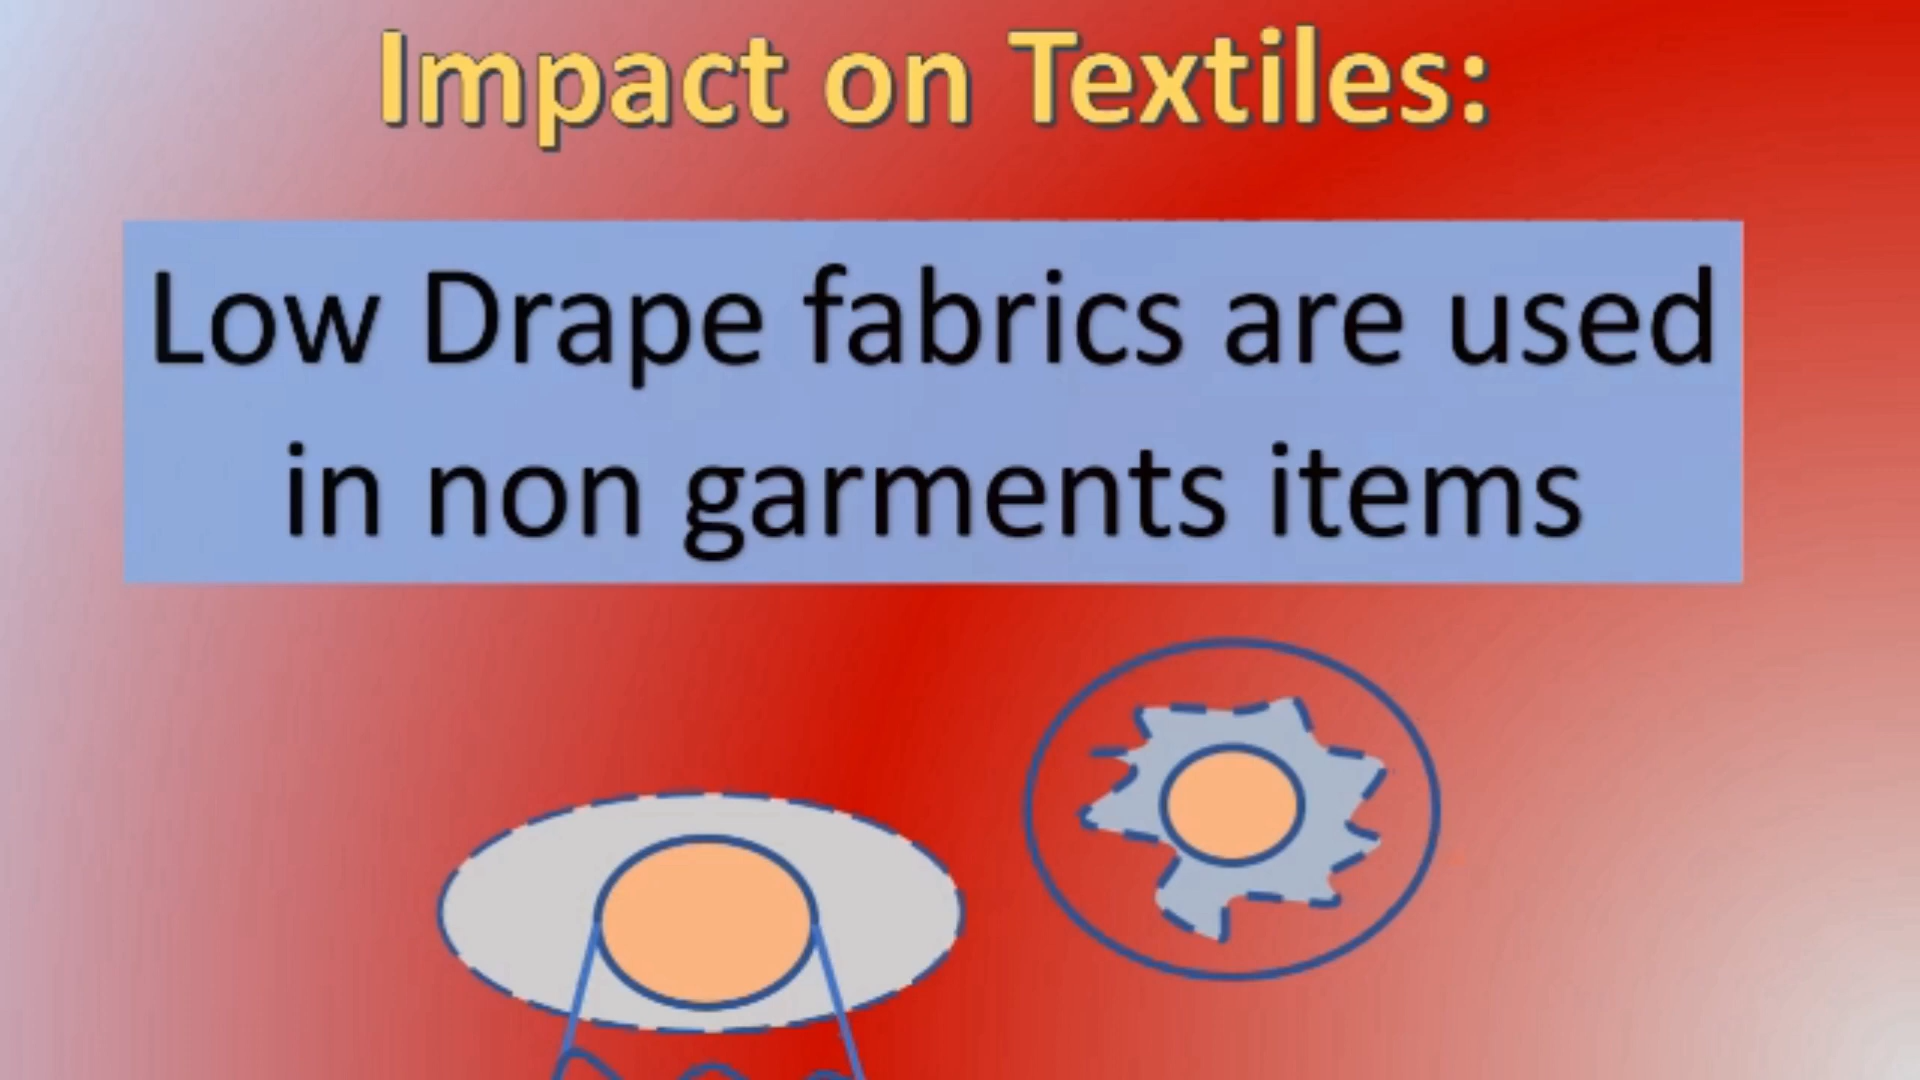 Impact on Textiles:
Low Drape fabrics are used
in non garments items